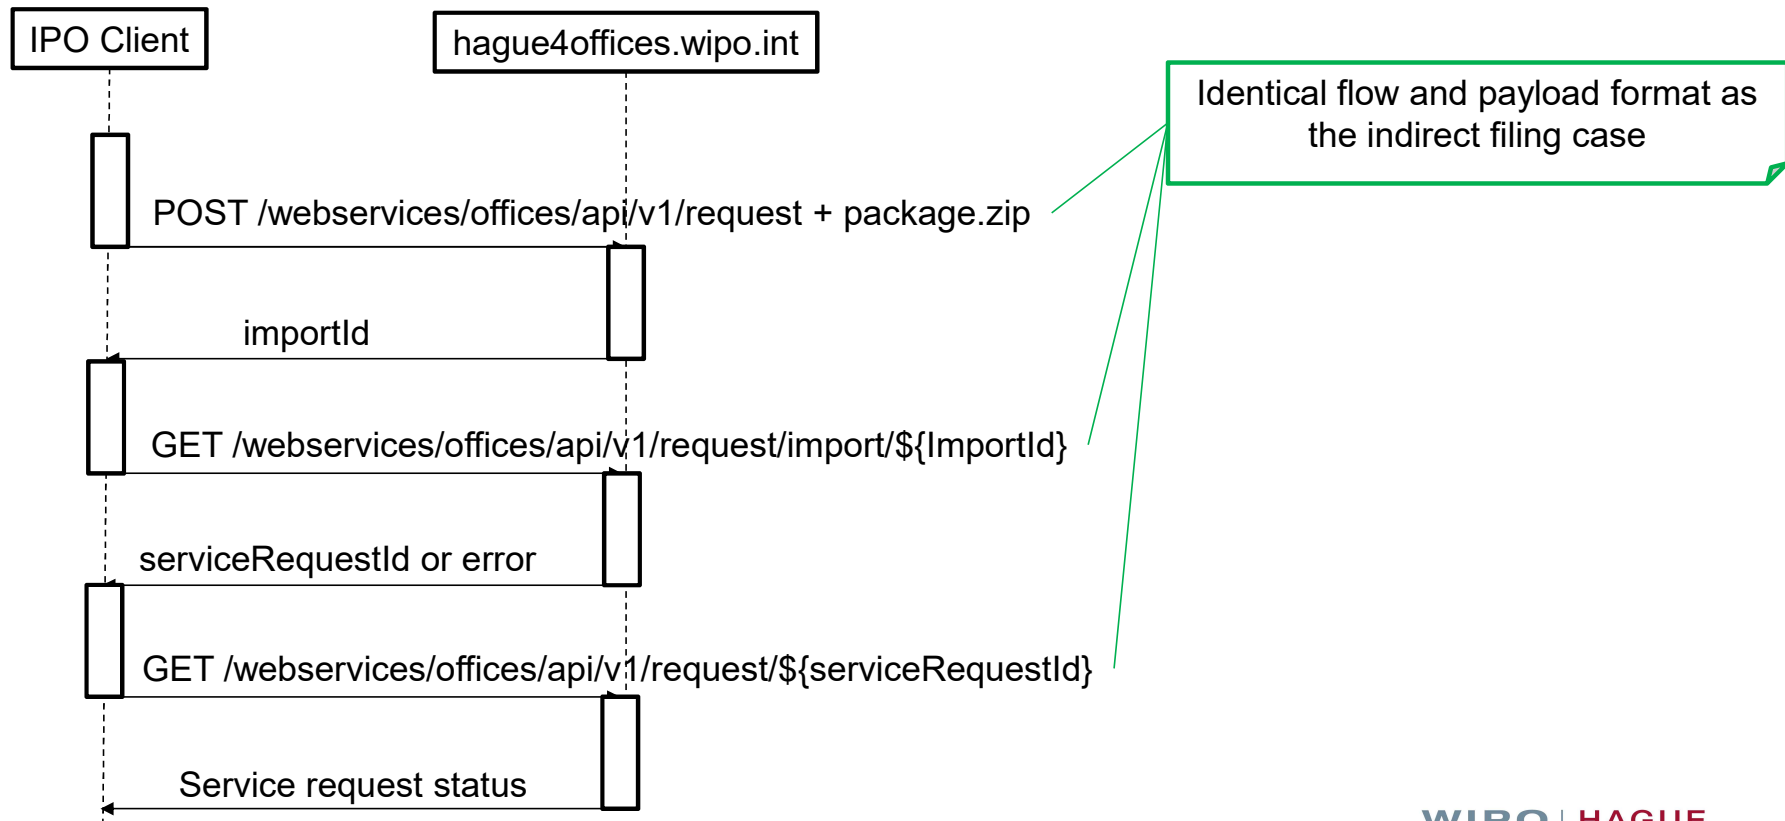 IPO Client
hague4offices.wipo.int
Identical flow and payload format as
the indirect filing case
POST /webservices/offices/api/v1/request + package.zip
importId
GET /webservices/offices/api/v1/request/import/${ImportId}
serviceRequestId or error
GET /webservices/offices/api/v1/request/${serviceRequestId}
Service request status
WIPO | HAGUE